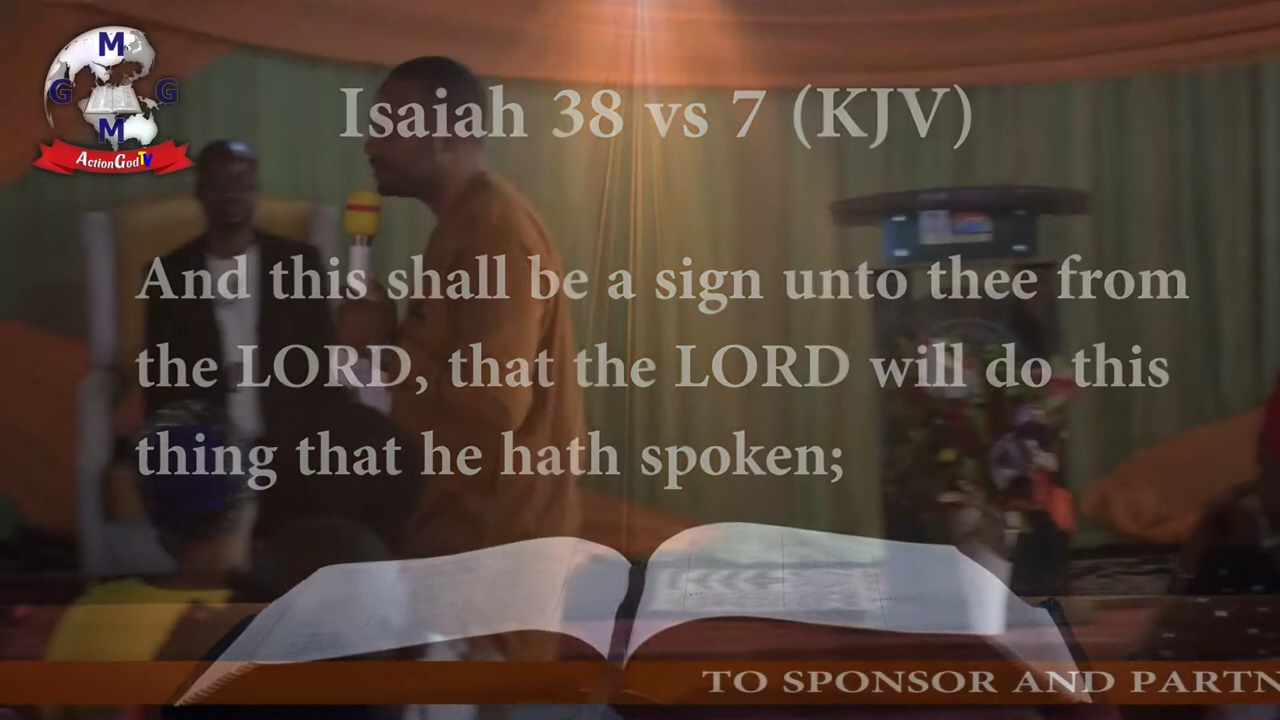 M
G G
M
ActionGodTV
Isaiah 38 vs 7 (KJV)
And this shall be a sign unto thee from
the LORD, that the LORD will do this
thing that he hath spoken;
TO SPONSOR AND PARTN